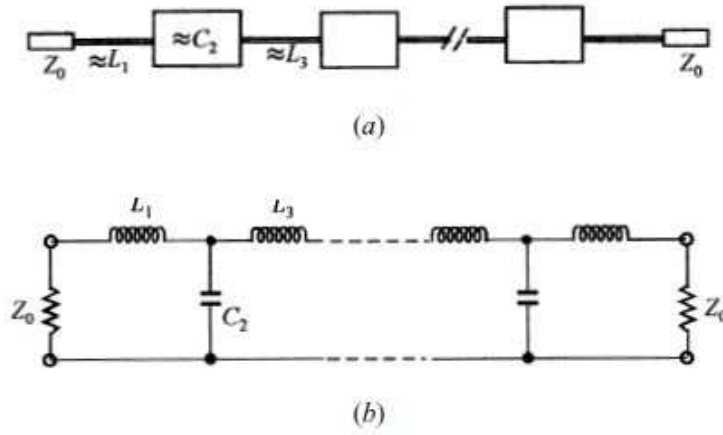 ≈C₂
Z₀ ≈L₁ ≈L₃ Z₀
(a)
L₁ L₃
Z₀ C₂ Z₀
(b)